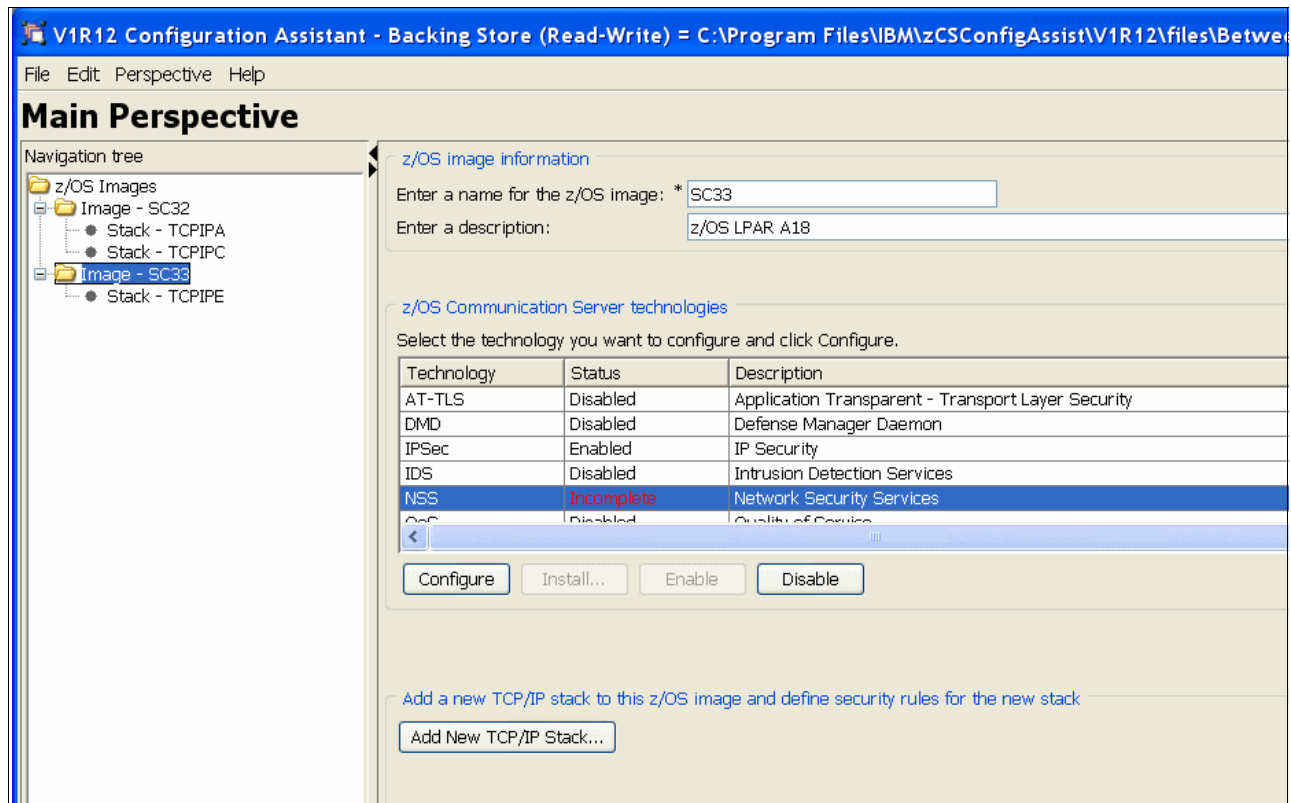 V1R12 Configuration Assistant - Backing Store (Read-Write) = C:\Program Files\IBM\zCSConfigAssist\V1R12\files\Betwee
File Edit Perspective Help
Main Perspective
Navigation tree
z/OS Images
Image - SC32
Stack - TCPIPA
Stack - TCPIPC
Image - SC33
Stack - TCPIPE
z/OS image information
Enter a name for the z/OS image: * SC33
Enter a description: z/OS LPAR A18
z/OS Communication Server technologies
Select the technology you want to configure and click Configure.
Technology Status Description
AT-TLS Disabled Application Transparent - Transport Layer Security
DMD Disabled Defense Manager Daemon
IPSec Enabled IP Security
IDS Disabled Intrusion Detection Services
NSS Incomplete Network Security Services
QoS Disabled Quality of Service
Configure Install... Enable Disable
Add a new TCP/IP stack to this z/OS image and define security rules for the new stack
Add New TCP/IP Stack...